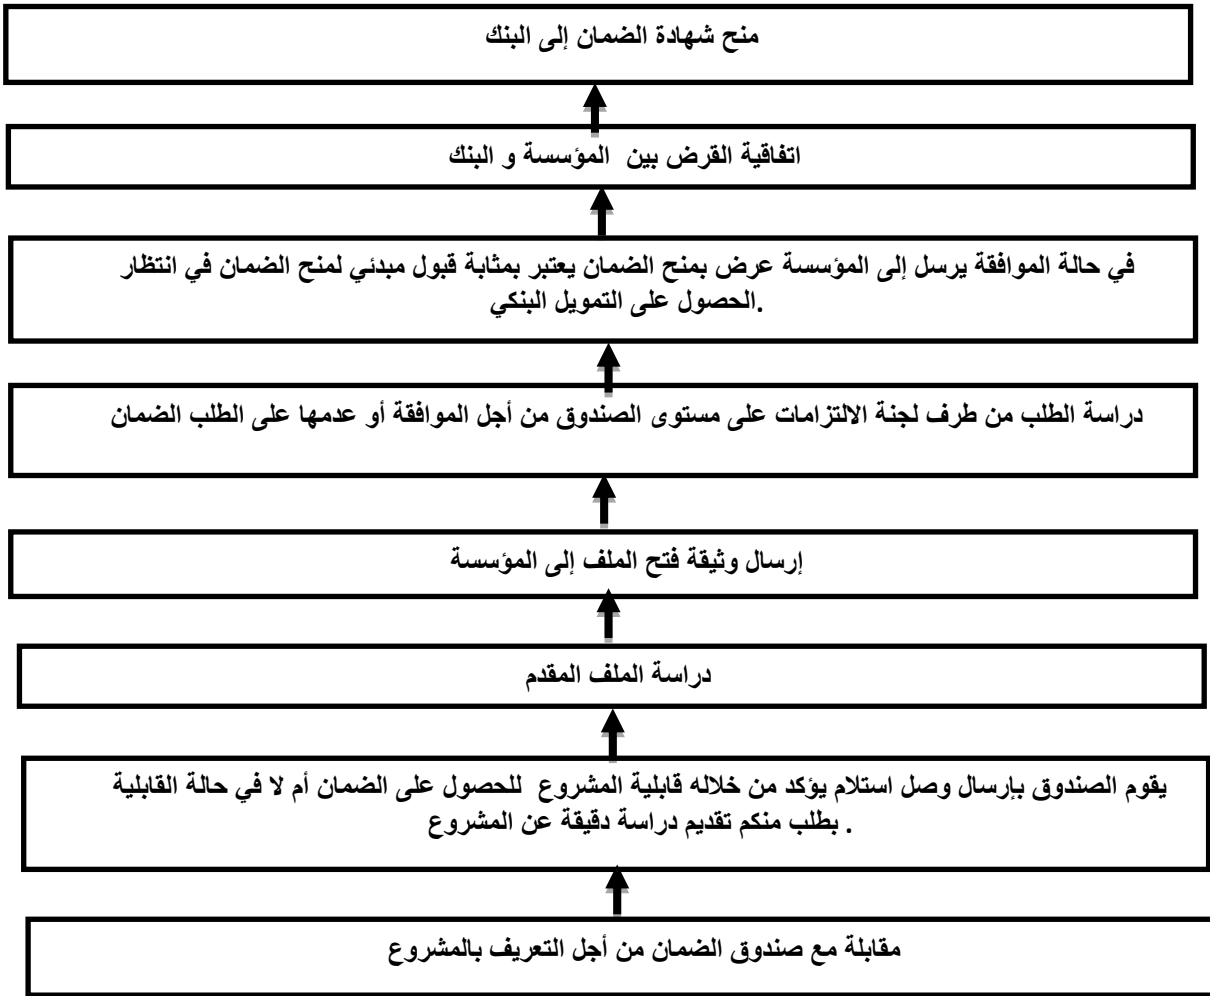 منح شهادة الضمان إلى البنك
اتفاقية القرض بين المؤسسة و البنك
في حالة الموافقة يرسل إلى المؤسسة عرض بمنح الضمان يعتبر بمثابة قبول مبدئي لمنح الضمان في انتظار
.الحصول على التمويل البنكي
دراسة الطلب من طرف لجنة الالتزامات على مستوى الصندوق من أجل الموافقة أو عدمها على الطلب الضمان
إرسال وثيقة فتح الملف إلى المؤسسة
دراسة الملف المقدم
يقوم الصندوق بإرسال وصل استلام يؤكد من خلاله قابلية المشروع للحصول على الضمان أم لا في حالة القابلية
. بطلب منكم تقديم دراسة دقيقة عن المشروع
مقابلة مع صندوق الضمان من أجل التعريف بالمشروع